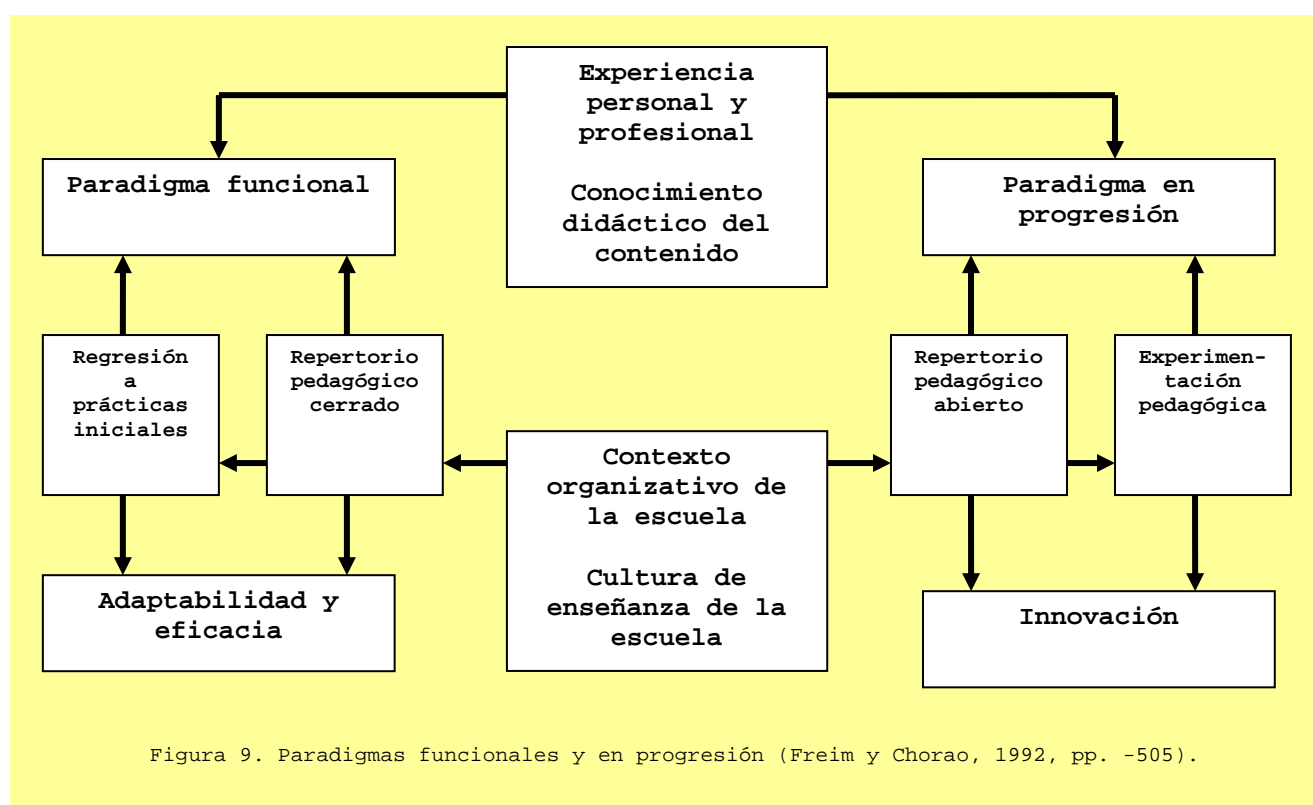 Experiencia
personal y
profesional
Conocimiento
didáctico del
contenido
Paradigma funcional
Paradigma en
progresión
Regresión
a
prácticas
iniciales
Repertorio
pedagógico
cerrado
Repertorio
pedagógico
abierto
Experimen-
tación
pedagógica
Contexto
organizativo de
la escuela
Cultura de
enseñanza de la
escuela
Adaptabilidad y
eficacia
Innovación
Figura 9. Paradigmas funcionales y en progresión (Freim y Chorao, 1992, pp. -505).